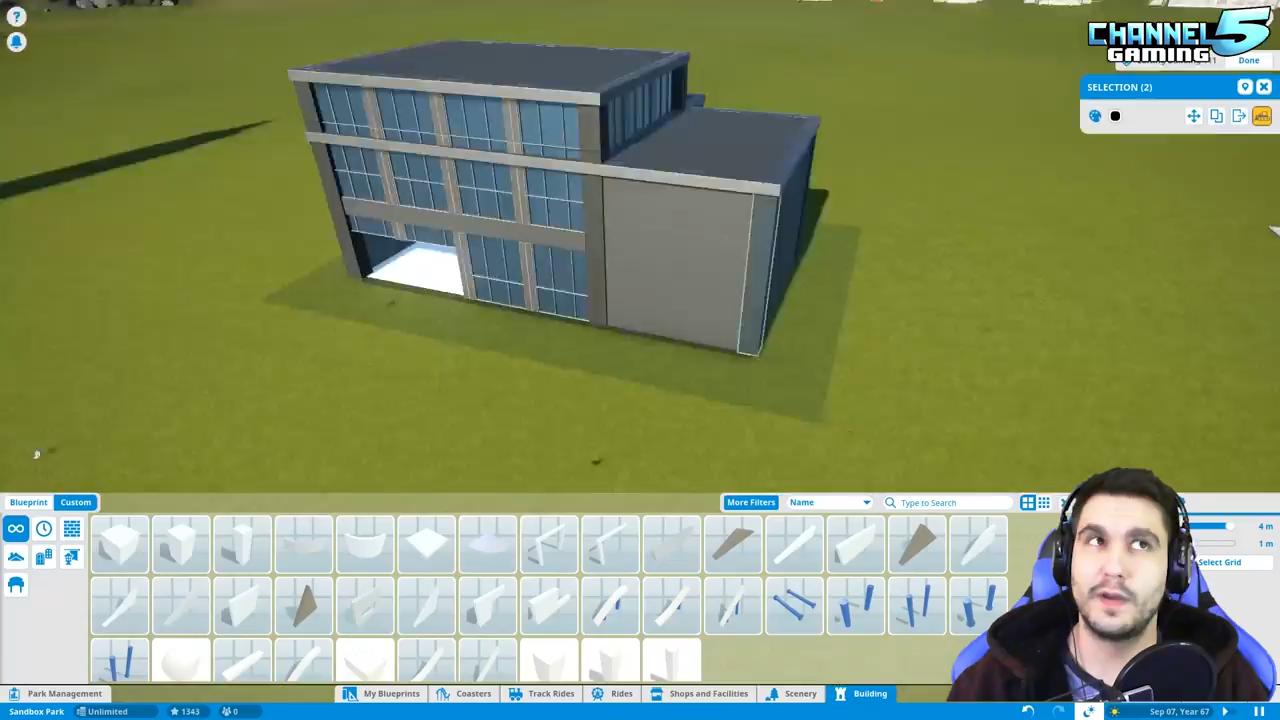 CHANNEL 5
GAMING
Done
SELECTION (2)
Blueprint
Custom
More Filters
Name
Type to Search
4 m
1 m
Select Grid
Park Management
My Blueprints
Coasters
Track Rides
Rides
Shops and Facilities
Scenery
Building
Sandbox Park
Unlimited
1343
0
Sep 07, Year 67